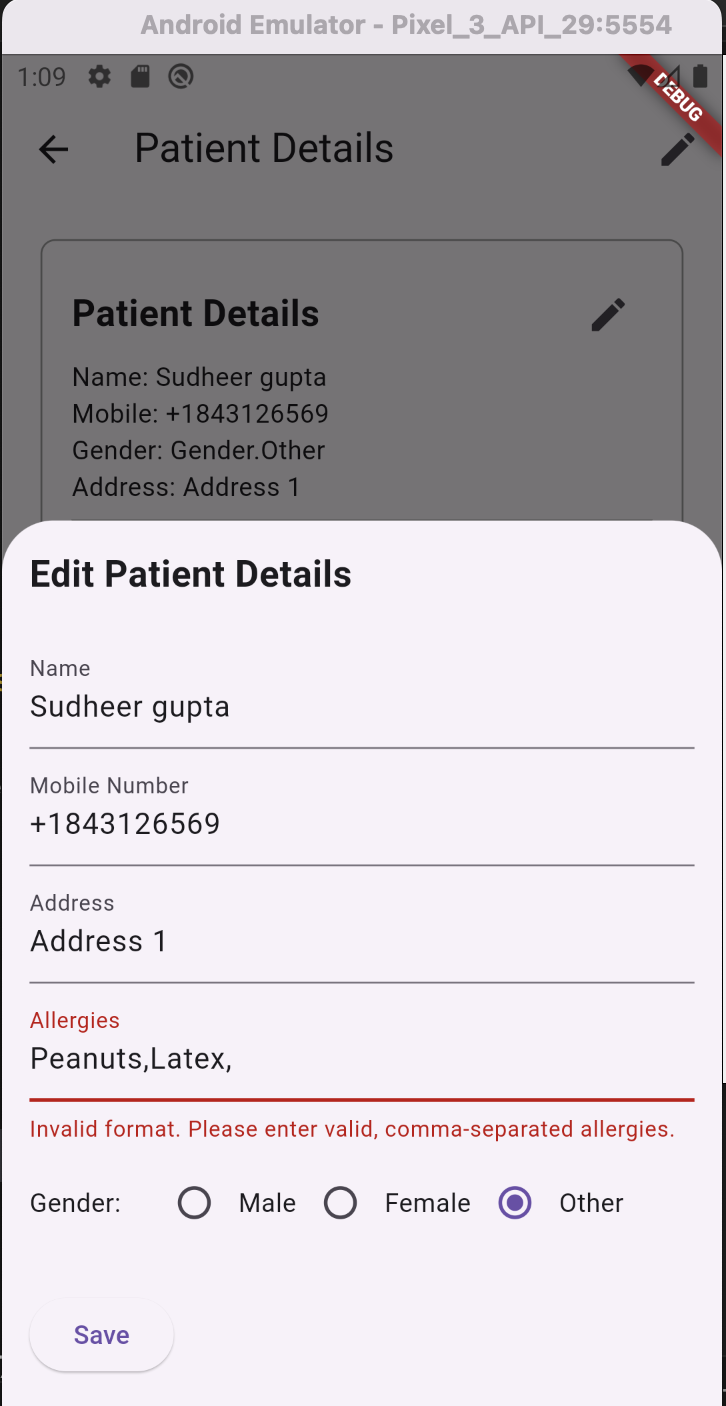 Android Emulator - Pixel_3_API_29:5554
1:09
DEBUG
Patient Details
Patient Details
Name: Sudheer gupta
Mobile: +1843126569
Gender: Gender.Other
Address: Address 1
Edit Patient Details
Name
Sudheer gupta
Mobile Number
+1843126569
Address
Address 1
Allergies
Peanuts,Latex,
Invalid format. Please enter valid, comma-separated allergies.
Gender: Male Female Other
Save